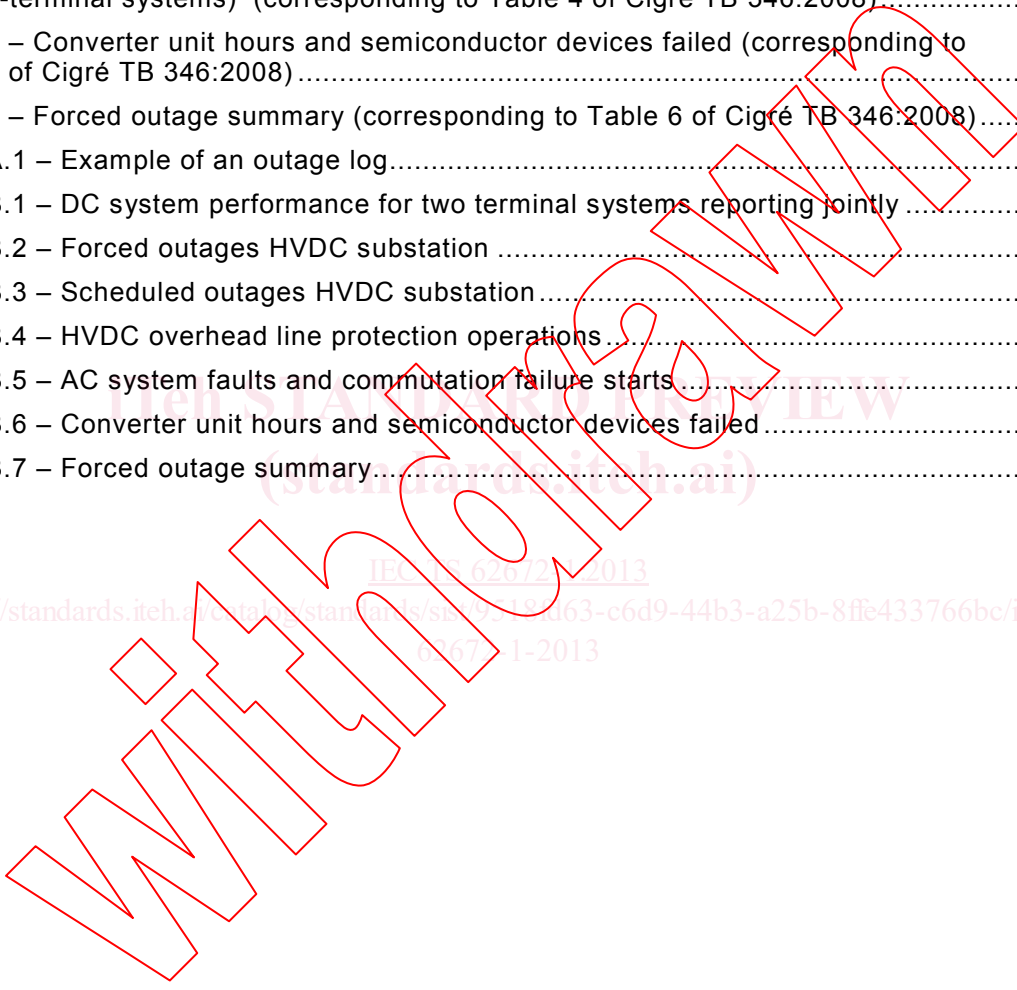 -terminal systems) (corresponding to Table 4 of Cigré TB 346:2008)
– Converter unit hours and semiconductor devices failed (corresponding to
of Cigré TB 346:2008)
– Forced outage summary (corresponding to Table 6 of Cigré TB 346:2008)
A.1 – Example of an outage log
B.1 – DC system performance for two terminal systems reporting jointly
B.2 – Forced outages HVDC substation
B.3 – Scheduled outages HVDC substation
B.4 – HVDC overhead line protection operations
B.5 – AC system faults and commutation failure starts
iTeh STANDARD PREVIEW
B.6 – Converter unit hours and semiconductor devices failed
B.7 – Forced outage summary
(standards.iteh.ai)
IEC TS 62672-1:2013
/standards.iteh.ai/catalog/standards/sist/95184d63-c6d9-44b3-a25b-8ffe433766bc/i
62672-1-2013
withdrawn